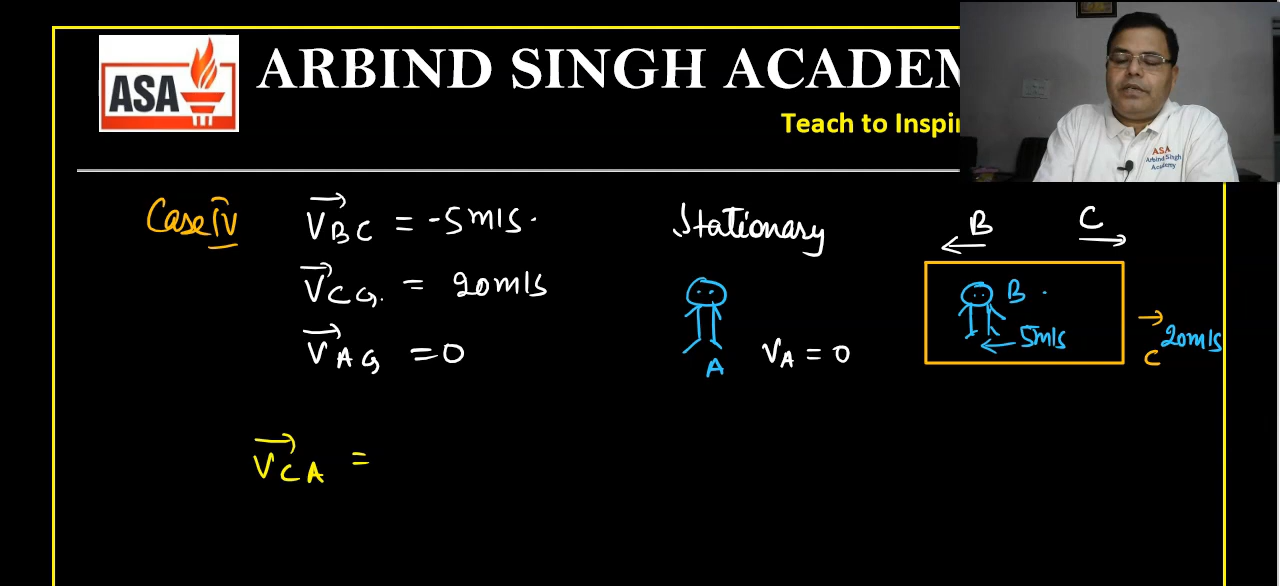 ASA
ARBIND SINGH ACADEM
Teach to Inspir
ASA
Arbind Singh
Academy
Case IV
V⃗BC = -5m/s.
Stationary
B
C
V⃗CG. = 20m/s
B .
5m/s
20m/s
C
V⃗AG = 0
A
VA = 0
V⃗CA =